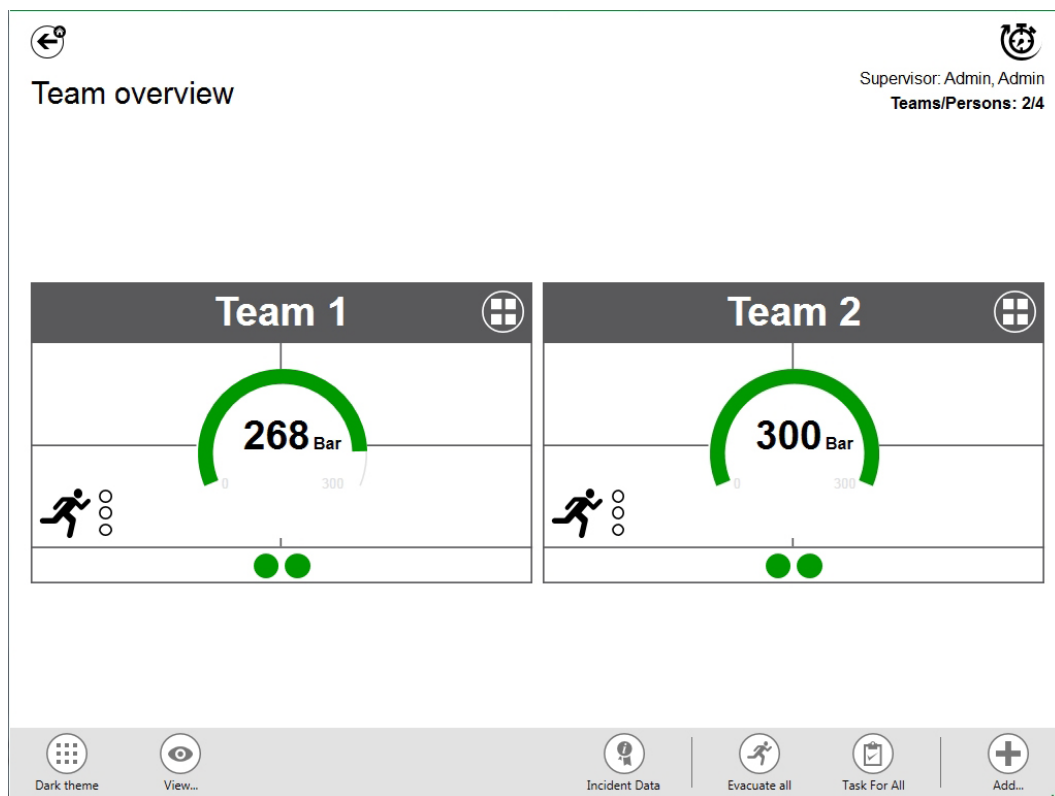 Team overview
Supervisor: Admin, Admin
Teams/Persons: 2/4
Team 1
Team 2
268 Bar
0 300
300 Bar
0 300
Dark theme
View...
Incident Data
Evacuate all
Task For All
Add...